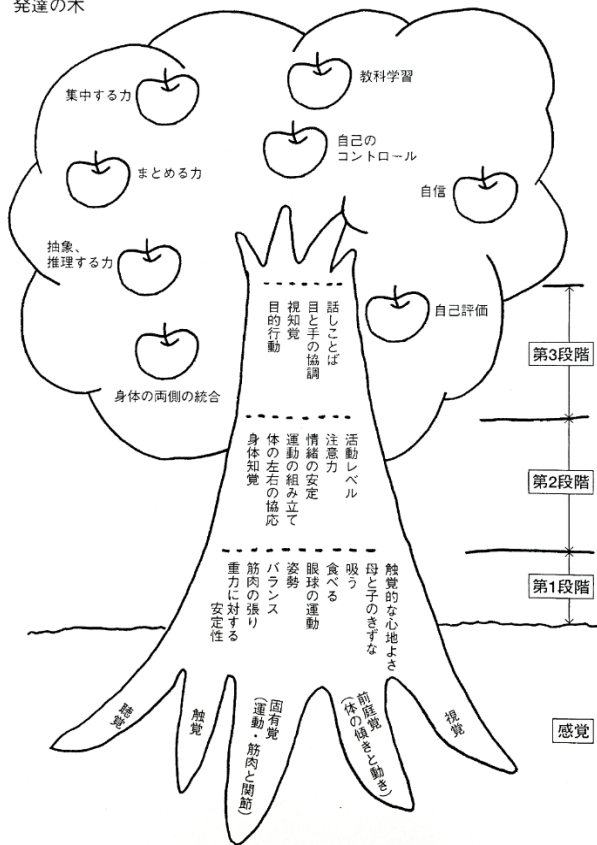 発達の木
集中する力
教科学習
自己の
コントロール
まとめる力
自信
抽象、
推理する力
自己評価
身体の両側の統合
話しことば
目と手の協調
視知覚
目的行動
第3段階
活動レベル
注意力
情緒の安定
運動の組み立て
体の左右の協応
身体知覚
第2段階
触覚的な心地よさ
母と子のきずな
吸う
食べる
眼球の運動
姿勢
バランス
筋肉の張り
重力に対する
安定性
第1段階
聴覚
触覚
固有覚
(運動・筋肉と関節)
前庭覚
(体の傾きと動き)
視覚
感覚